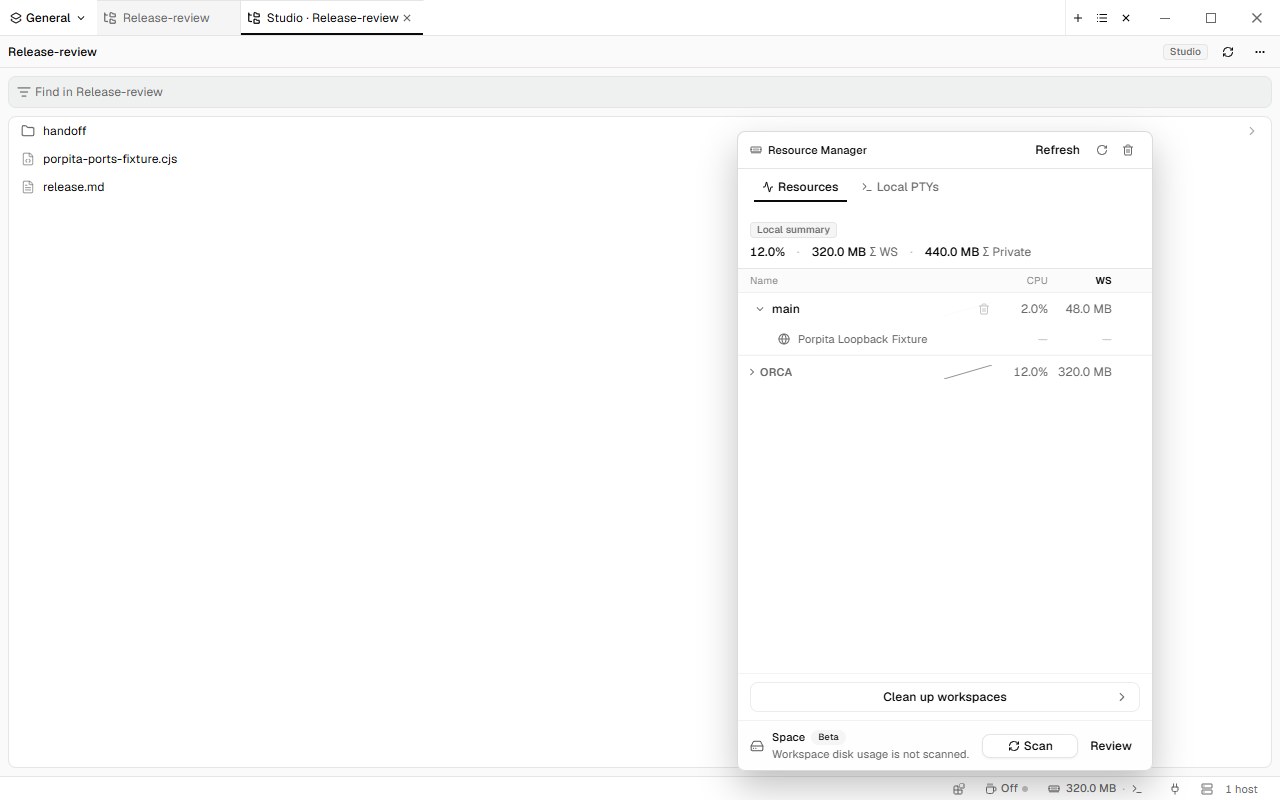 General
Release-review
Studio · Release-review
Release-review
Studio
Find in Release-review
handoff
porpita-ports-fixture.cjs
release.md
Resource Manager
Refresh
Resources
Local PTYs
Local summary
12.0% · 320.0 MB Σ WS · 440.0 MB Σ Private
Name CPU WS
main 2.0% 48.0 MB
Porpita Loopback Fixture — —
ORCA 12.0% 320.0 MB
Clean up workspaces
Space Beta
Workspace disk usage is not scanned.
Scan
Review
Off
320.0 MB ·
1 host